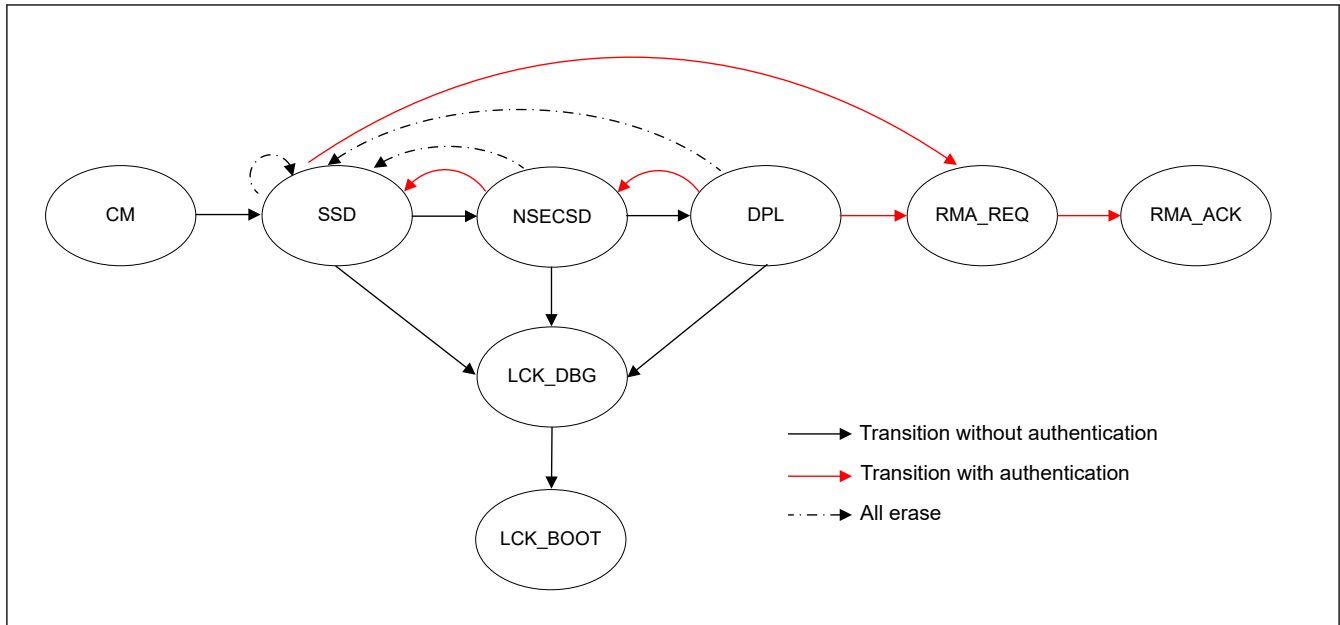 CM
SSD
NSECSD
DPL
RMA_REQ
RMA_ACK
LCK_DBG
LCK_BOOT
Transition without authentication
Transition with authentication
All erase